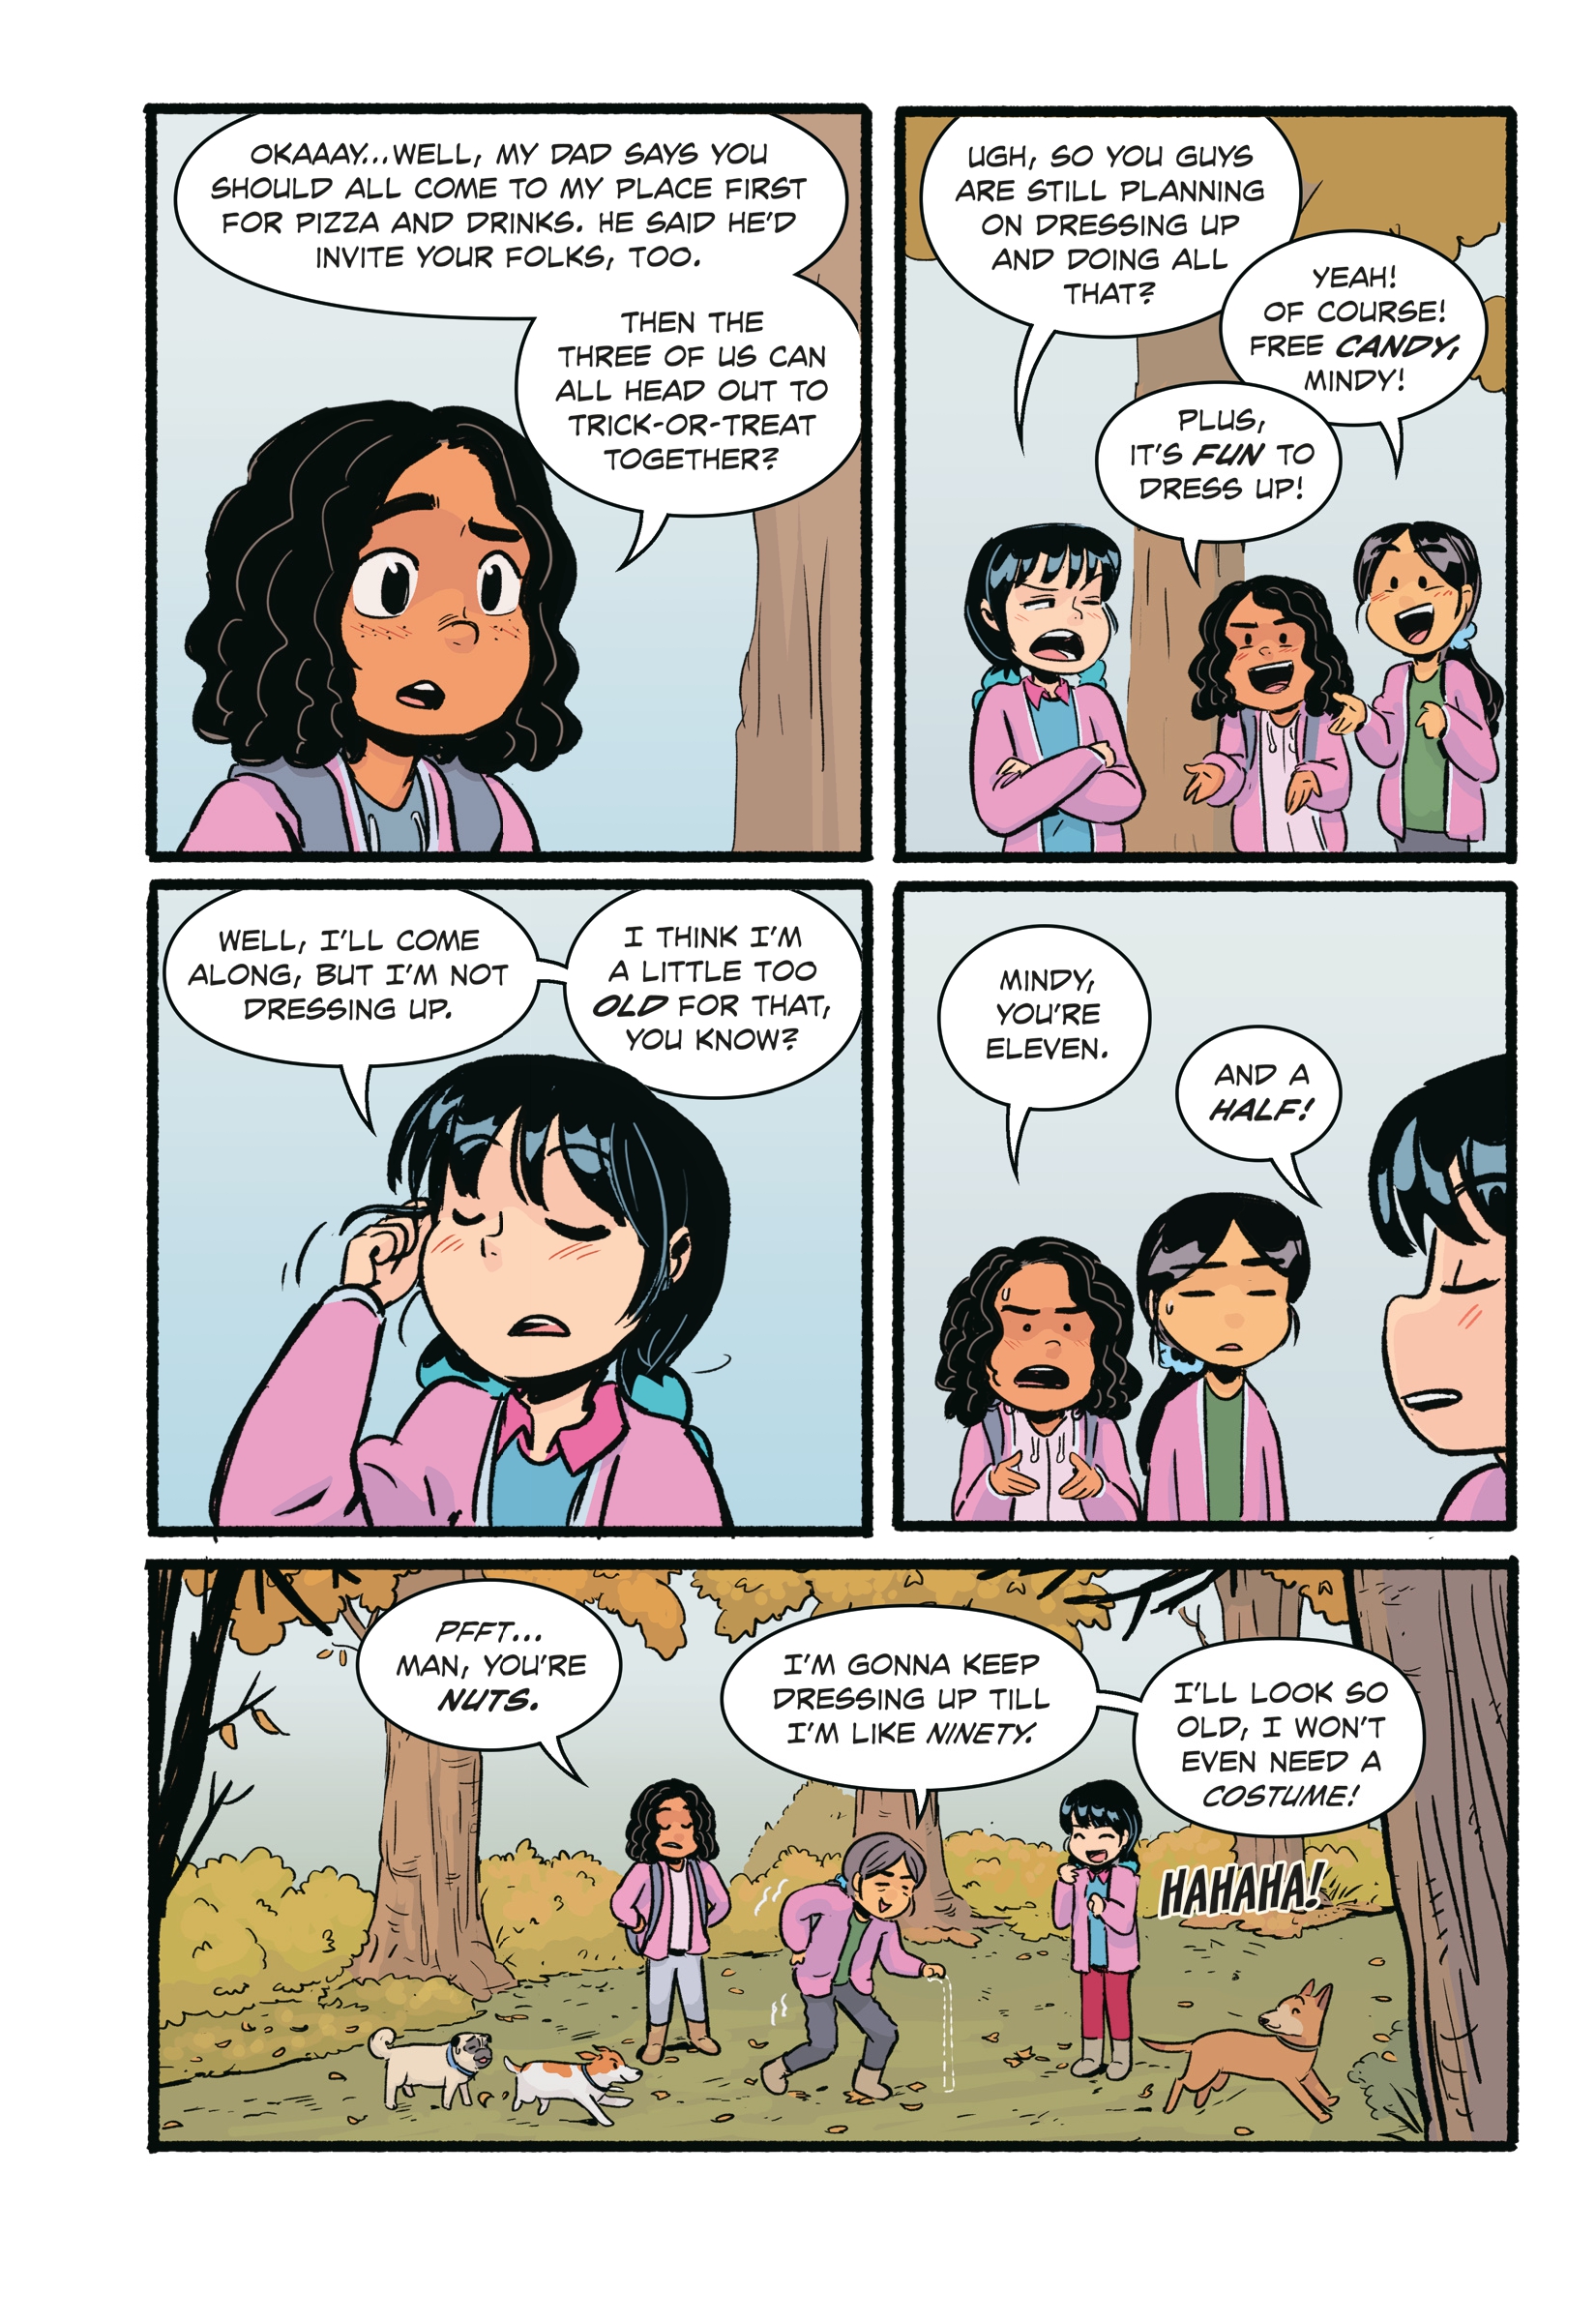 OKAAAY...WELL, MY DAD SAYS YOU
SHOULD ALL COME TO MY PLACE FIRST
FOR PIZZA AND DRINKS. HE SAID HE'D
INVITE YOUR FOLKS, TOO.
THEN THE
THREE OF US CAN
ALL HEAD OUT TO
TRICK-OR-TREAT
TOGETHER?
UGH, SO YOU GUYS
ARE STILL PLANNING
ON DRESSING UP
AND DOING ALL
THAT?
YEAH!
OF COURSE!
FREE CANDY,
MINDY!
PLUS,
IT'S FUN TO
DRESS UP!
WELL, I'LL COME
ALONG, BUT I'M NOT
DRESSING UP.
I THINK I'M
A LITTLE TOO
OLD FOR THAT,
YOU KNOW?
MINDY,
YOU'RE
ELEVEN.
AND A
HALF!
PFFT...
MAN, YOU'RE
NUTS.
I'M GONNA KEEP
DRESSING UP TILL
I'M LIKE NINETY.
I'LL LOOK SO
OLD, I WON'T
EVEN NEED A
COSTUME!
HAHAHA!